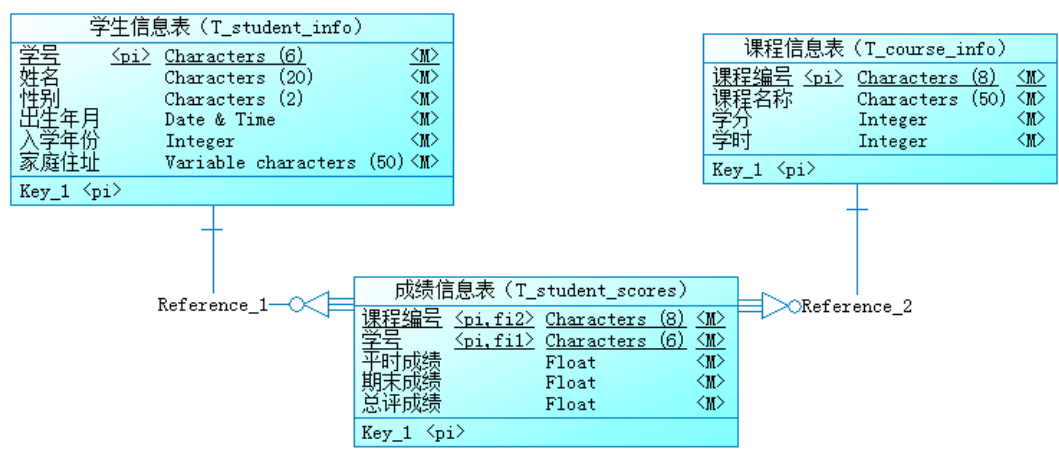 学生信息表（T_student_info）
学号 <pi> Characters (6) <M>
姓名 Characters (20) <M>
性别 Characters (2) <M>
出生年月 Date & Time <M>
入学年份 Integer <M>
家庭住址 Variable characters (50) <M>
Key_1 <pi>
课程信息表（T_course_info）
课程编号 <pi> Characters (8) <M>
课程名称 Characters (50) <M>
学分 Integer <M>
学时 Integer <M>
Key_1 <pi>
Reference_1
Reference_2
成绩信息表（T_student_scores）
课程编号 <pi,fi2> Characters (8) <M>
学号 <pi,fi1> Characters (6) <M>
平时成绩 Float <M>
期末成绩 Float <M>
总评成绩 Float <M>
Key_1 <pi>